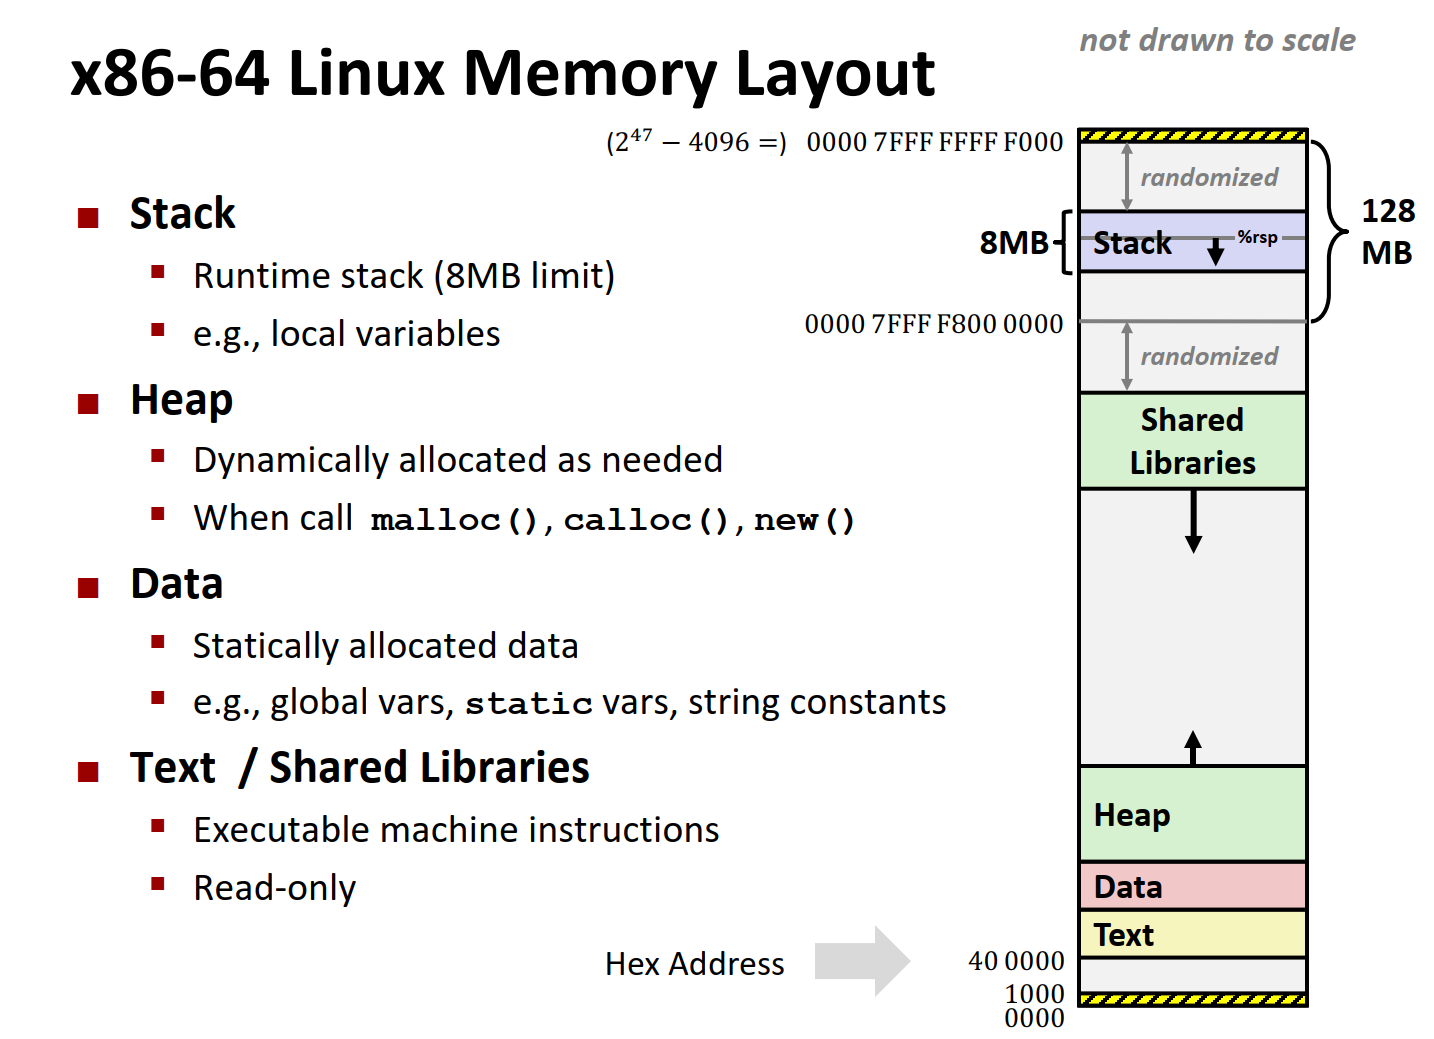 not drawn to scale
x86-64 Linux Memory Layout
(2⁴⁷ − 4096 =) 0000 7FFF FFFF F000
randomized
Stack
128
MB
8MB
Stack
%rsp
Runtime stack (8MB limit)
e.g., local variables
0000 7FFF F800 0000
randomized
Heap
Shared
Libraries
Dynamically allocated as needed
When call malloc(), calloc(), new()
Data
Statically allocated data
e.g., global vars, static vars, string constants
Text / Shared Libraries
Executable machine instructions
Read-only
Heap
Data
Text
Hex Address
40 0000
1000
0000